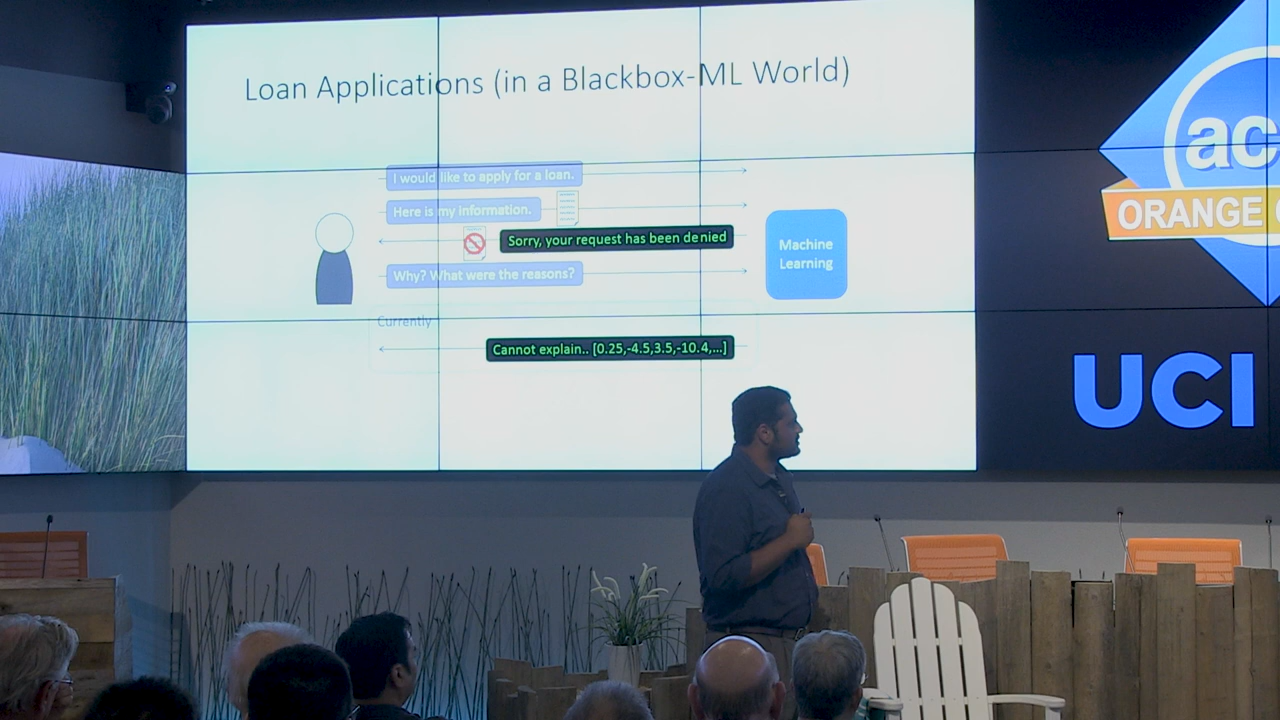 Loan Applications (in a Blackbox-ML World)
I would like to apply for a loan.
Here is my information.
Sorry, your request has been denied
Why? What were the reasons?
Machine
Learning
Currently
Cannot explain.. [0.25,-4.5,3.5,-10.4,...]
ac
ORANGE
UCI